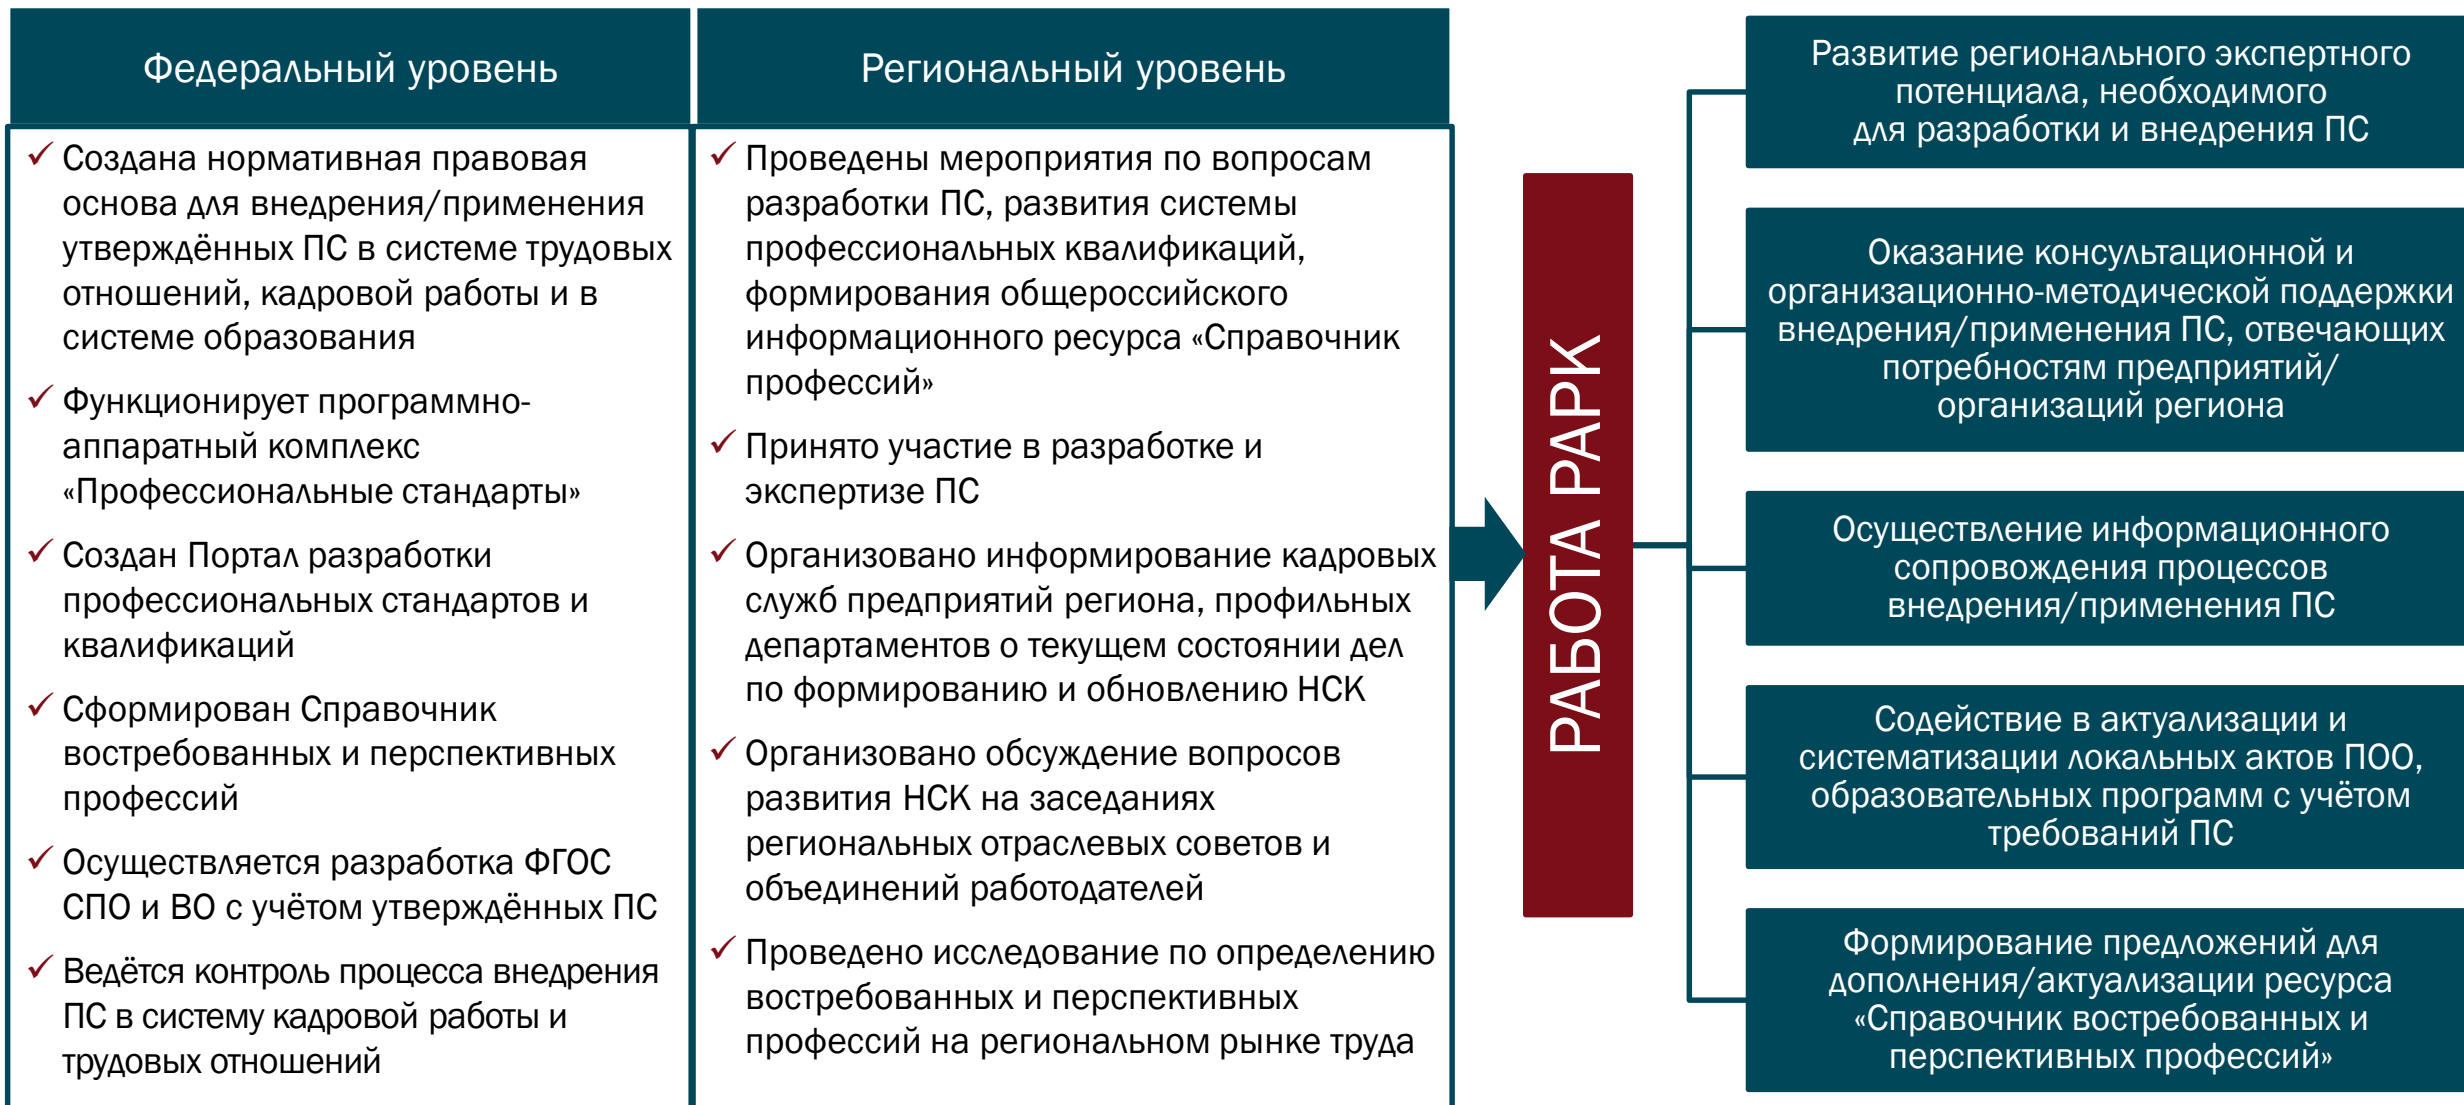 Федеральный уровень
Создана нормативная правовая
основа для внедрения/применения
утверждённых ПС в системе трудовых
отношений, кадровой работы и в
системе образования
Функционирует программно-
аппаратный комплекс
«Профессиональные стандарты»
Создан Портал разработки
профессиональных стандартов и
квалификаций
Сформирован Справочник
востребованных и перспективных
профессий
Осуществляется разработка ФГОС
СПО и ВО с учётом утверждённых ПС
Ведётся контроль процесса внедрения
ПС в систему кадровой работы и
трудовых отношений
Региональный уровень
Проведены мероприятия по вопросам
разработки ПС, развития системы
профессиональных квалификаций,
формирования общероссийского
информационного ресурса «Справочник
профессий»
Принято участие в разработке и
экспертизе ПС
Организовано информирование кадровых
служб предприятий региона, профильных
департаментов о текущем состоянии дел
по формированию и обновлению НСК
Организовано обсуждение вопросов
развития НСК на заседаниях
региональных отраслевых советов и
объединений работодателей
Проведено исследование по определению
востребованных и перспективных
профессий на региональном рынке труда
РАБОТА РАРК
Развитие регионального экспертного
потенциала, необходимого
для разработки и внедрения ПС
Оказание консультационной и
организационно-методической поддержки
внедрения/применения ПС, отвечающих
потребностям предприятий/
организаций региона
Осуществление информационного
сопровождения процессов
внедрения/применения ПС
Содействие в актуализации и
систематизации локальных актов ПОО,
образовательных программ с учётом
требований ПС
Формирование предложений для
дополнения/актуализации ресурса
«Справочник востребованных и
перспективных профессий»